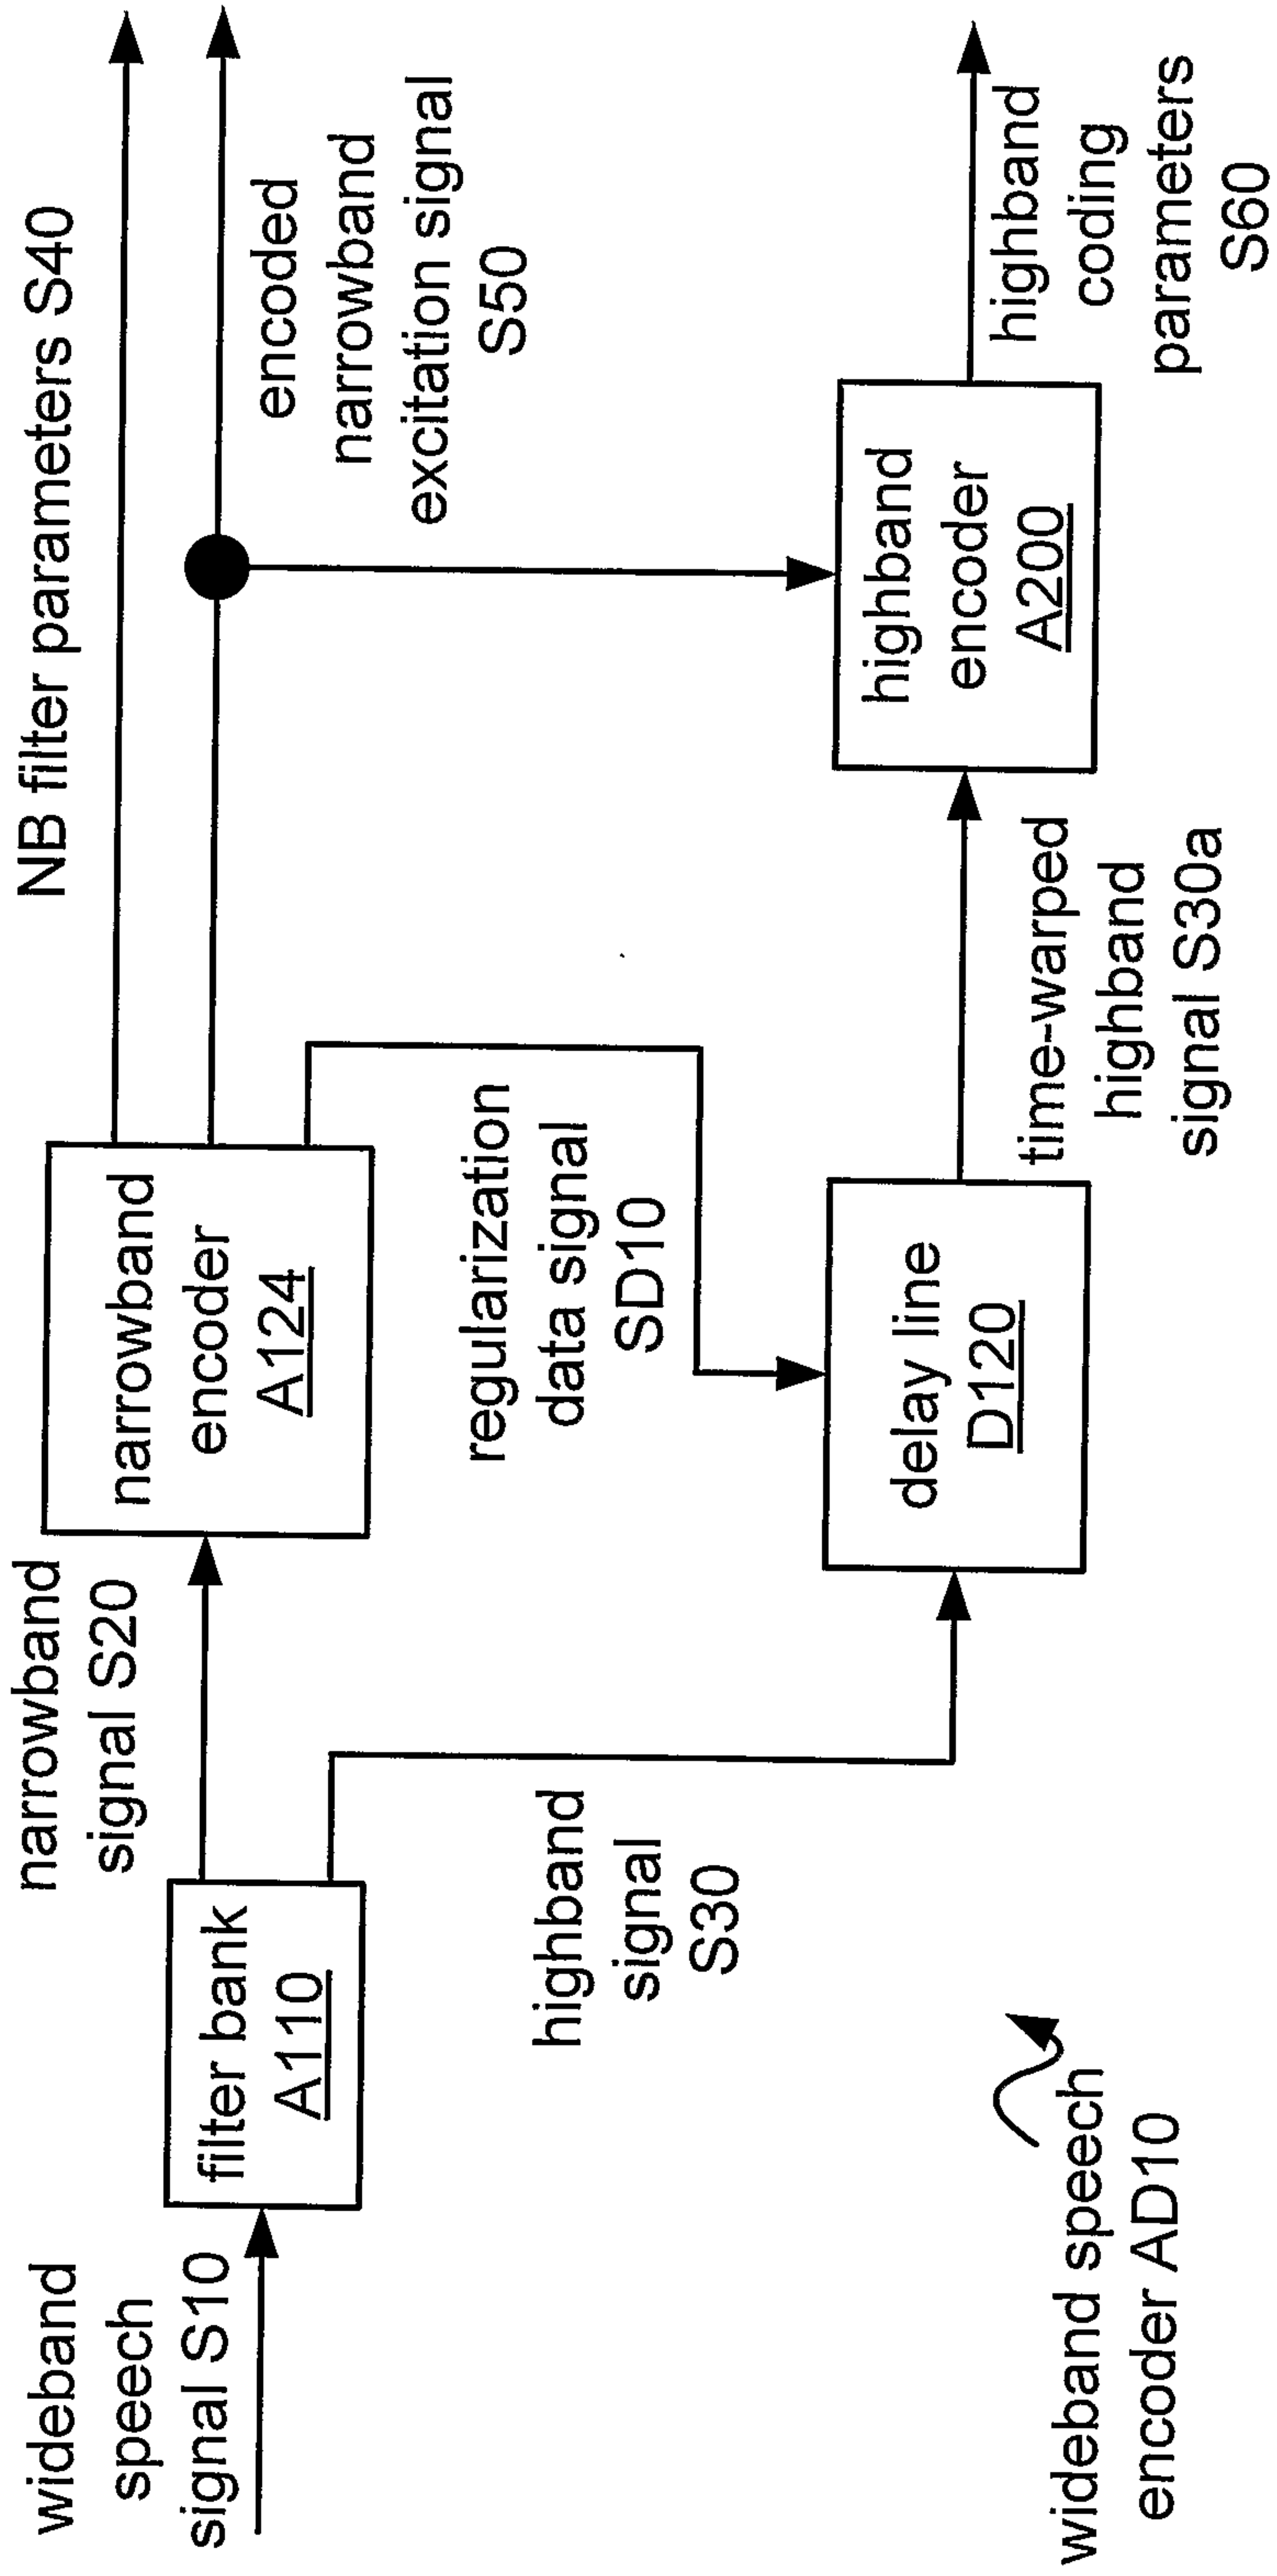 wideband
speech
signal S10
filter bank
A110
narrowband
signal S20
highband
signal
S30
narrowband
encoder
A124
regularization
data signal
SD10
delay line
D120
time-warped
highband
signal S30a
NB filter parameters S40
encoded
narrowband
excitation signal
S50
highband
encoder
A200
highband
coding
parameters
S60
wideband speech
encoder AD10